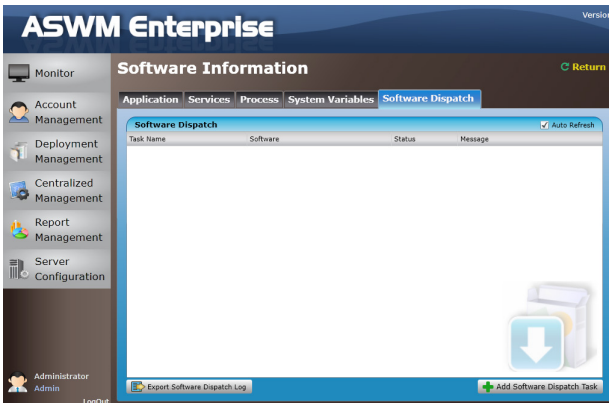 ASWM Enterprise
Version
Monitor
Account
Management
Deployment
Management
Centralized
Management
Report
Management
Server
Configuration
Administrator
Admin
LogOut
Software Information
Return
Application Services Process System Variables Software Dispatch
Software Dispatch
Auto Refresh
Task Name Software Status Message
Export Software Dispatch Log
Add Software Dispatch Task